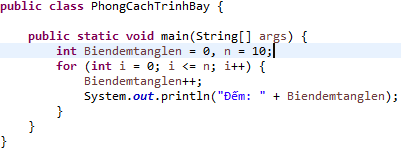 public class PhongCachTrinhBay {
public static void main(String[] args) {
int Biendemtanglen = 0, n = 10;
for (int i = 0; i <= n; i++) {
Biendemtanglen++;
System.out.println("Đếm: " + Biendemtanglen);
}
}
}